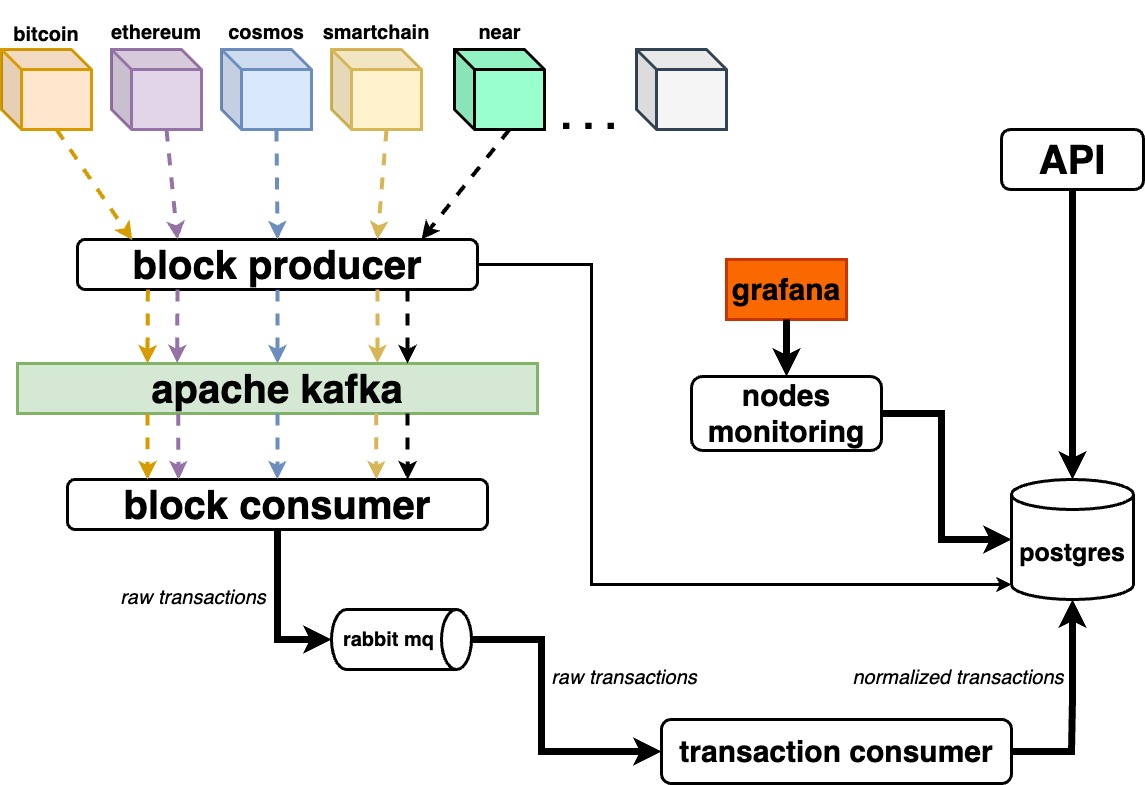 bitcoin
ethereum
cosmos
smartchain
near
. . .
API
block producer
grafana
apache kafka
nodes
monitoring
block consumer
postgres
raw transactions
rabbit mq
raw transactions
normalized transactions
transaction consumer